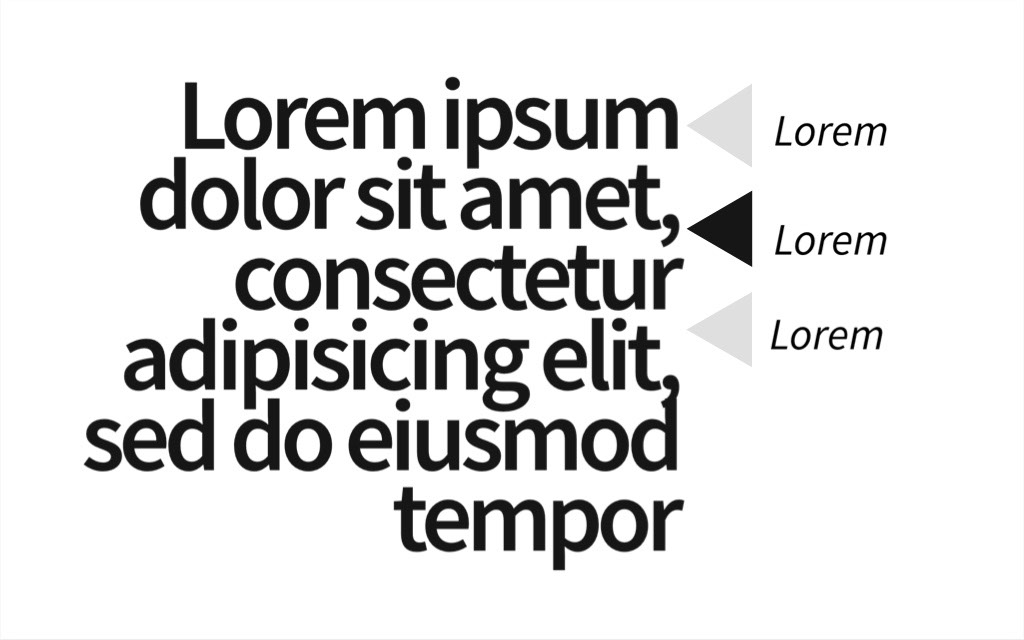 Lorem ipsum
dolor sit amet,
consectetur
adipisicing elit,
sed do eiusmod
tempor
Lorem
Lorem
Lorem